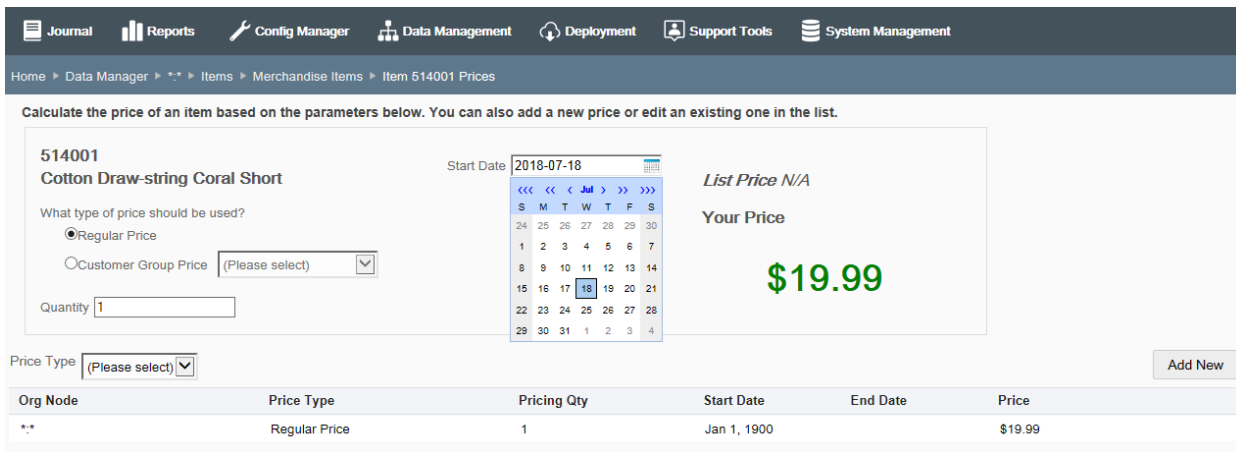 Journal Reports Config Manager Data Management Deployment Support Tools System Management
Home Data Manager *:* Items Merchandise Items Item 514001 Prices
Calculate the price of an item based on the parameters below. You can also add a new price or edit an existing one in the list.
514001
Cotton Draw-string Coral Short
What type of price should be used?
Regular Price
Customer Group Price (Please select)
Quantity 1
Start Date 2018-07-18
‹‹‹ ‹‹ ‹ Jul › ›› ›››
S M T W T F S
24 25 26 27 28 29 30
1 2 3 4 5 6 7
8 9 10 11 12 13 14
15 16 17 18 19 20 21
22 23 24 25 26 27 28
29 30 31 1 2 3 4
List Price N/A
Your Price
$19.99
Price Type (Please select)
Add New
Org Node Price Type Pricing Qty Start Date End Date Price
*:* Regular Price 1 Jan 1, 1900 $19.99